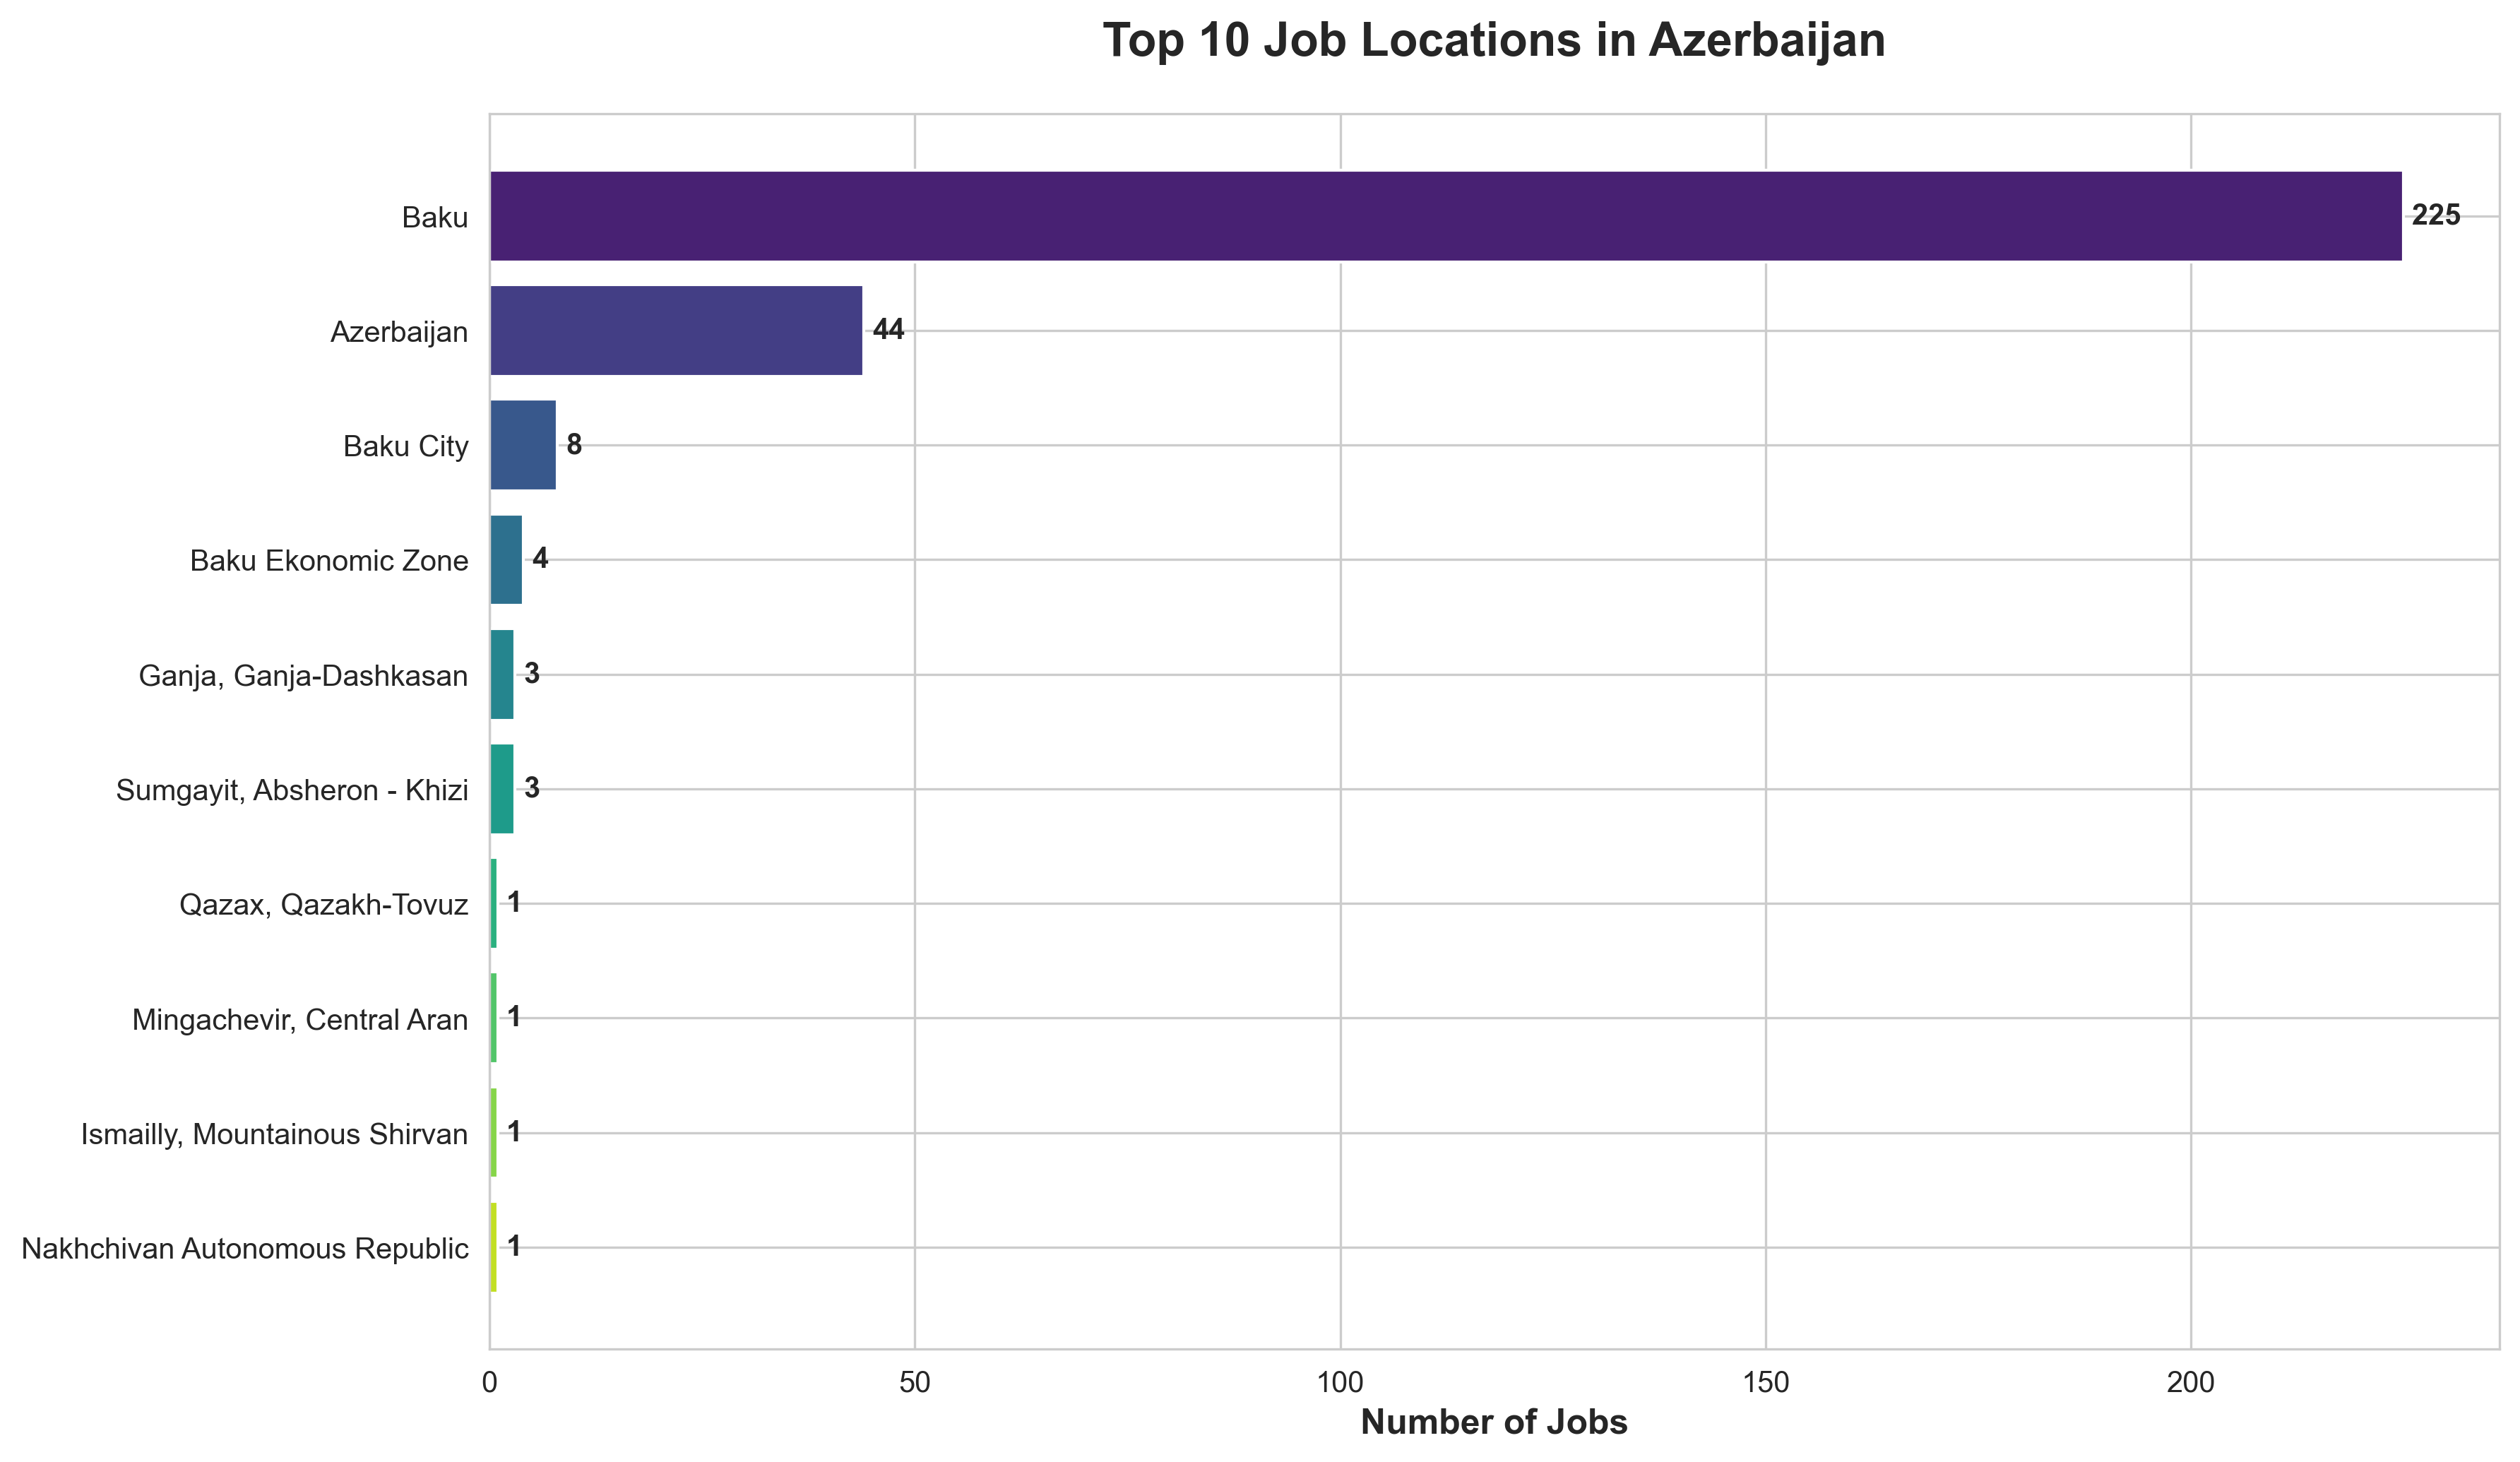 Top 10 Job Locations in Azerbaijan
Baku 225
Azerbaijan 44
Baku City 8
Baku Ekonomic Zone 4
Ganja, Ganja-Dashkasan 3
Sumgayit, Absheron - Khizi 3
Qazax, Qazakh-Tovuz 1
Mingachevir, Central Aran 1
Ismailly, Mountainous Shirvan 1
Nakhchivan Autonomous Republic 1
0 50 100 150 200
Number of Jobs